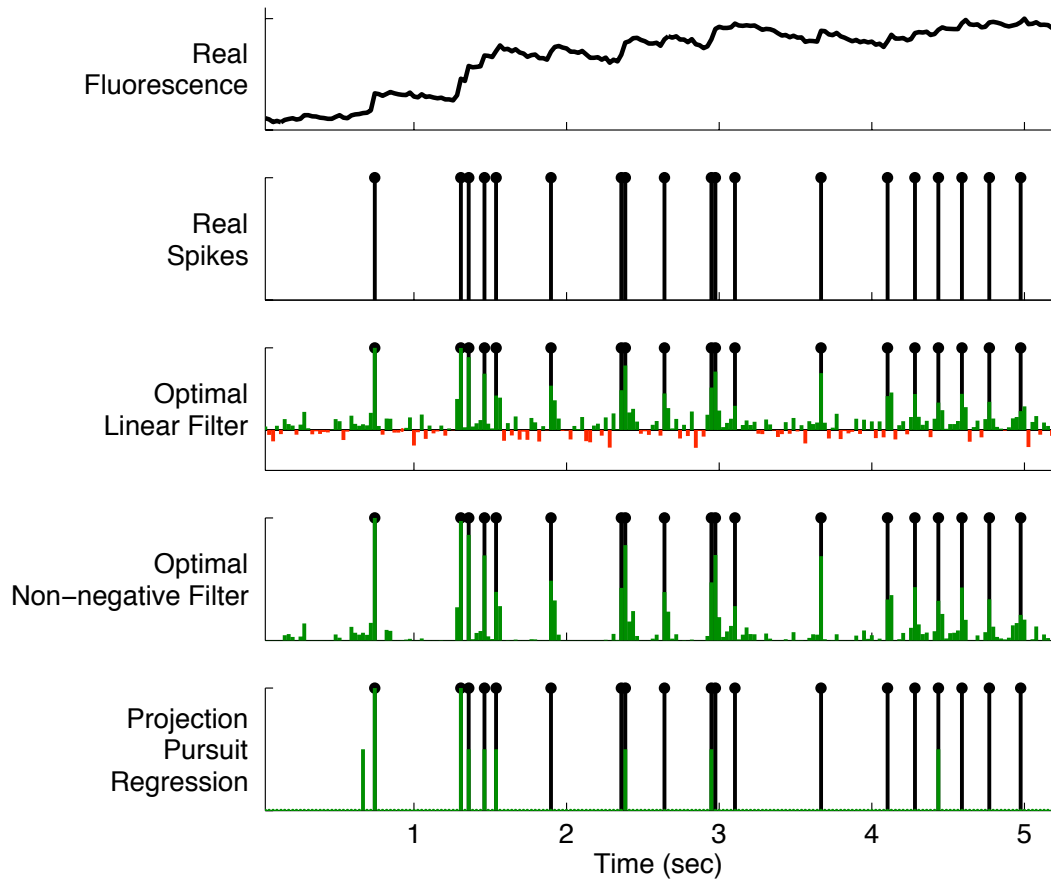 Real
Fluorescence
Real
Spikes
Optimal
Linear Filter
Optimal
Non−negative Filter
Projection
Pursuit
Regression
1 2 3 4 5
Time (sec)